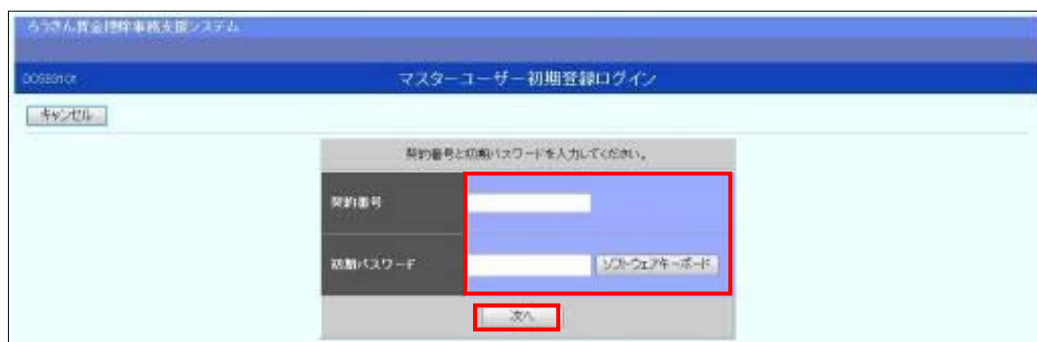 ろうきん賃金控除事務支援システム
マスターユーザー初期登録ログイン
キャンセル
契約番号と初期パスワードを入力してください。
契約番号
初期パスワード
ソフトウェアキーボード
次へ